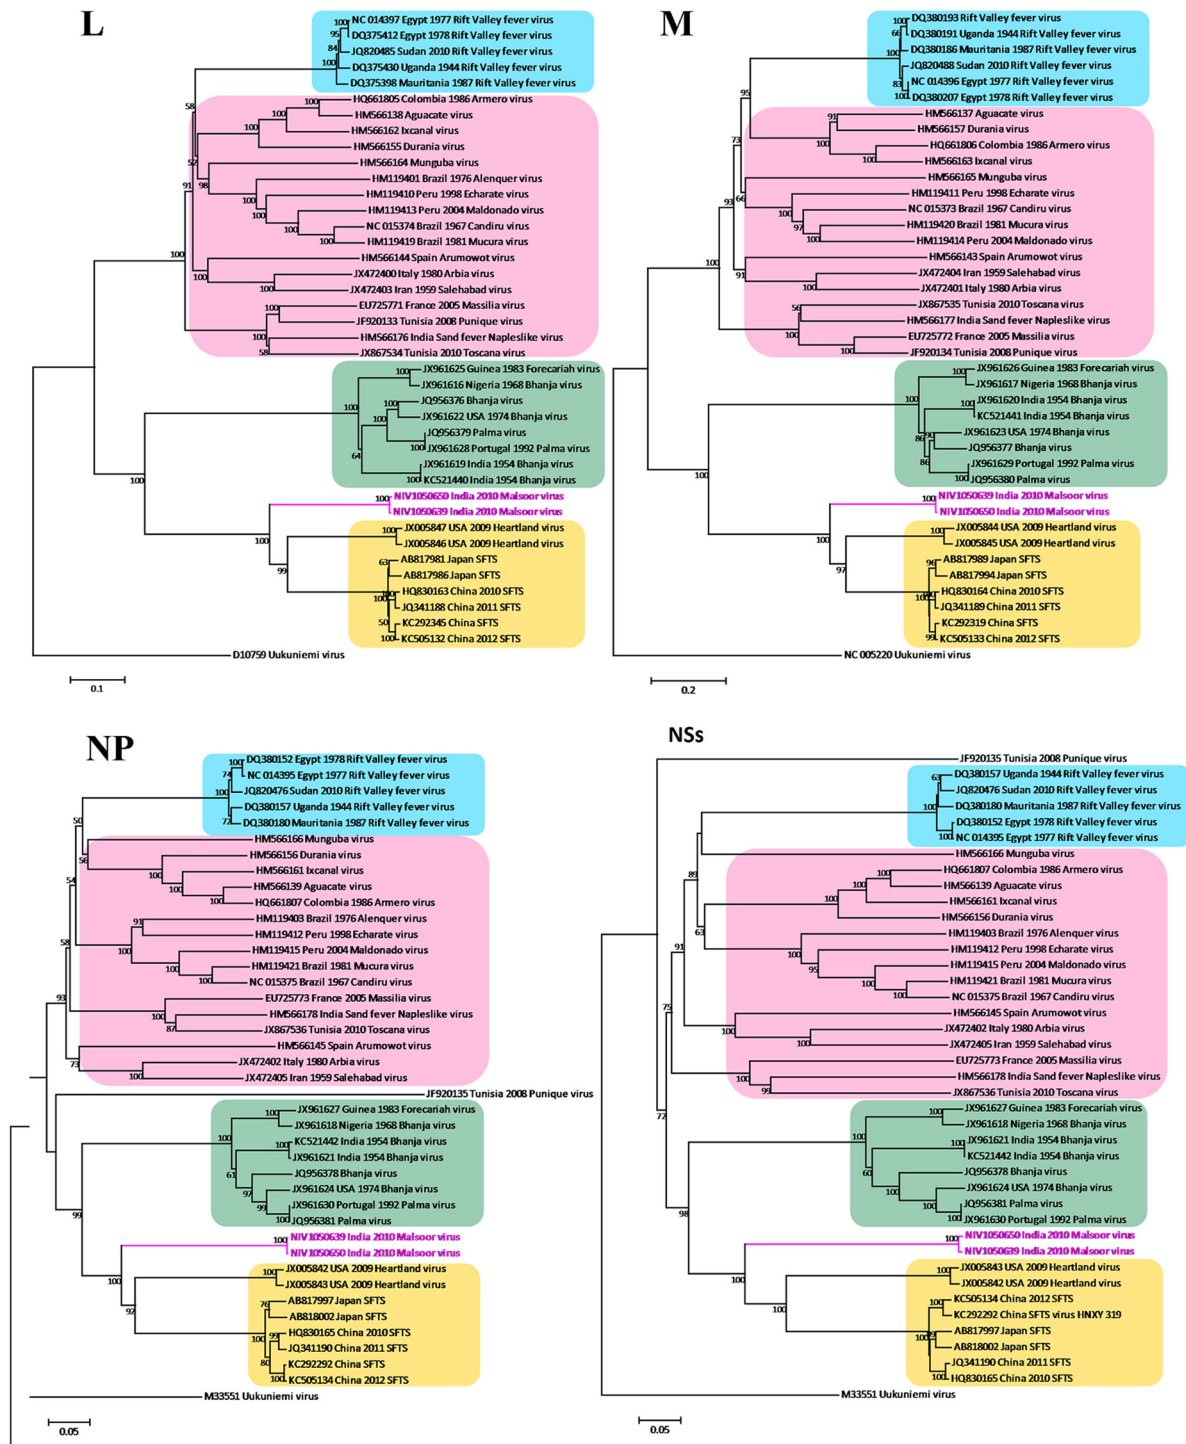 L
NC 014397 Egypt 1977 Rift Valley fever virus
DQ375412 Egypt 1978 Rift Valley fever virus
JQ820485 Sudan 2010 Rift Valley fever virus
DQ375430 Uganda 1944 Rift Valley fever virus
DQ375398 Mauritania 1987 Rift Valley fever virus
HQ661805 Colombia 1986 Armero virus
HM566138 Aguacate virus
HM566162 Ixcanal virus
HM566155 Durania virus
HM566164 Munguba virus
HM119401 Brazil 1976 Alenquer virus
HM119410 Peru 1998 Echarate virus
HM119413 Peru 2004 Maldonado virus
NC 015374 Brazil 1967 Candiru virus
HM119419 Brazil 1981 Mucura virus
HM566144 Spain Arumowot virus
JX472400 Italy 1980 Arbia virus
JX472403 Iran 1959 Salehabad virus
EU725771 France 2005 Massilia virus
JF920133 Tunisia 2008 Punique virus
HM566176 India Sand fever Napleslike virus
JX867534 Tunisia 2010 Toscana virus
JX961625 Guinea 1983 Forecariah virus
JX961616 Nigeria 1968 Bhanja virus
JQ956376 Bhanja virus
JX961622 USA 1974 Bhanja virus
JQ956379 Palma virus
JX961628 Portugal 1992 Palma virus
JX961619 India 1954 Bhanja virus
KC521440 India 1954 Bhanja virus
NIV1050650 India 2010 Malsoor virus
NIV1050639 India 2010 Malsoor virus
JX005847 USA 2009 Heartland virus
JX005846 USA 2009 Heartland virus
AB817981 Japan SFTS
AB817986 Japan SFTS
HQ830163 China 2010 SFTS
JQ341188 China 2011 SFTS
KC292345 China SFTS
KC505132 China 2012 SFTS
D10759 Uukuniemi virus
0.1
M
DQ380193 Rift Valley fever virus
DQ380191 Uganda 1944 Rift Valley fever virus
DQ380186 Mauritania 1987 Rift Valley fever virus
JQ820488 Sudan 2010 Rift Valley fever virus
NC 014396 Egypt 1977 Rift Valley fever virus
DQ380207 Egypt 1978 Rift Valley fever virus
HM566137 Aguacate virus
HM566157 Durania virus
HQ661806 Colombia 1986 Armero virus
HM566163 Ixcanal virus
HM566165 Munguba virus
HM119411 Peru 1998 Echarate virus
NC 015373 Brazil 1967 Candiru virus
HM119420 Brazil 1981 Mucura virus
HM119414 Peru 2004 Maldonado virus
HM566143 Spain Arumowot virus
JX472404 Iran 1959 Salehabad virus
JX472401 Italy 1980 Arbia virus
JX867535 Tunisia 2010 Toscana virus
HM566177 India Sand fever Napleslike virus
EU725772 France 2005 Massilia virus
JF920134 Tunisia 2008 Punique virus
JX961626 Guinea 1983 Forecariah virus
JX961617 Nigeria 1968 Bhanja virus
JX961620 India 1954 Bhanja virus
KC521441 India 1954 Bhanja virus
JX961623 USA 1974 Bhanja virus
JQ956377 Bhanja virus
JX961629 Portugal 1992 Palma virus
JQ956380 Palma virus
NIV1050639 India 2010 Malsoor virus
NIV1050650 India 2010 Malsoor virus
JX005844 USA 2009 Heartland virus
JX005845 USA 2009 Heartland virus
AB817989 Japan SFTS
AB817994 Japan SFTS
HQ830164 China 2010 SFTS
JQ341189 China 2011 SFTS
KC292319 China SFTS
KC505133 China 2012 SFTS
NC 005220 Uukuniemi virus
0.2
NP
DQ380152 Egypt 1978 Rift Valley fever virus
NC 014395 Egypt 1977 Rift Valley fever virus
JQ820476 Sudan 2010 Rift Valley fever virus
DQ380157 Uganda 1944 Rift Valley fever virus
DQ380180 Mauritania 1987 Rift Valley fever virus
HM566166 Munguba virus
HM566156 Durania virus
HM566161 Ixcanal virus
HM566139 Aguacate virus
HQ661807 Colombia 1986 Armero virus
HM119403 Brazil 1976 Alenquer virus
HM119412 Peru 1998 Echarate virus
HM119415 Peru 2004 Maldonado virus
HM119421 Brazil 1981 Mucura virus
NC 015375 Brazil 1967 Candiru virus
EU725773 France 2005 Massilia virus
HM566178 India Sand fever Napleslike virus
JX867536 Tunisia 2010 Toscana virus
HM566145 Spain Arumowot virus
JX472402 Italy 1980 Arbia virus
JX472405 Iran 1959 Salehabad virus
JF920135 Tunisia 2008 Punique virus
JX961627 Guinea 1983 Forecariah virus
JX961618 Nigeria 1968 Bhanja virus
KC521442 India 1954 Bhanja virus
JX961621 India 1954 Bhanja virus
JQ956378 Bhanja virus
JX961624 USA 1974 Bhanja virus
JX961630 Portugal 1992 Palma virus
JQ956381 Palma virus
NIV1050639 India 2010 Malsoor virus
NIV1050650 India 2010 Malsoor virus
JX005842 USA 2009 Heartland virus
JX005843 USA 2009 Heartland virus
AB817997 Japan SFTS
AB818002 Japan SFTS
HQ830165 China 2010 SFTS
JQ341190 China 2011 SFTS
KC292292 China SFTS
KC505134 China 2012 SFTS
M33551 Uukuniemi virus
0.05
NSs
JF920135 Tunisia 2008 Punique virus
DQ380157 Uganda 1944 Rift Valley fever virus
JQ820476 Sudan 2010 Rift Valley fever virus
DQ380180 Mauritania 1987 Rift Valley fever virus
DQ380152 Egypt 1978 Rift Valley fever virus
NC 014395 Egypt 1977 Rift Valley fever virus
HM566166 Munguba virus
HQ661807 Colombia 1986 Armero virus
HM566139 Aguacate virus
HM566161 Ixcanal virus
HM566156 Durania virus
HM119403 Brazil 1976 Alenquer virus
HM119412 Peru 1998 Echarate virus
HM119415 Peru 2004 Maldonado virus
HM119421 Brazil 1981 Mucura virus
NC 015375 Brazil 1967 Candiru virus
HM566145 Spain Arumowot virus
JX472402 Italy 1980 Arbia virus
JX472405 Iran 1959 Salehabad virus
EU725773 France 2005 Massilia virus
HM566178 India Sand fever Napleslike virus
JX867536 Tunisia 2010 Toscana virus
JX961627 Guinea 1983 Forecariah virus
JX961618 Nigeria 1968 Bhanja virus
JX961621 India 1954 Bhanja virus
KC521442 India 1954 Bhanja virus
JQ956378 Bhanja virus
JX961624 USA 1974 Bhanja virus
JQ956381 Palma virus
JX961630 Portugal 1992 Palma virus
NIV1050650 India 2010 Malsoor virus
NIV1050639 India 2010 Malsoor virus
JX005843 USA 2009 Heartland virus
JX005842 USA 2009 Heartland virus
KC505134 China 2012 SFTS
KC292292 China SFTS virus HNXY 319
AB817997 Japan SFTS
AB818002 Japan SFTS
JQ341190 China 2011 SFTS
HQ830165 China 2010 SFTS
M33551 Uukuniemi virus
0.05